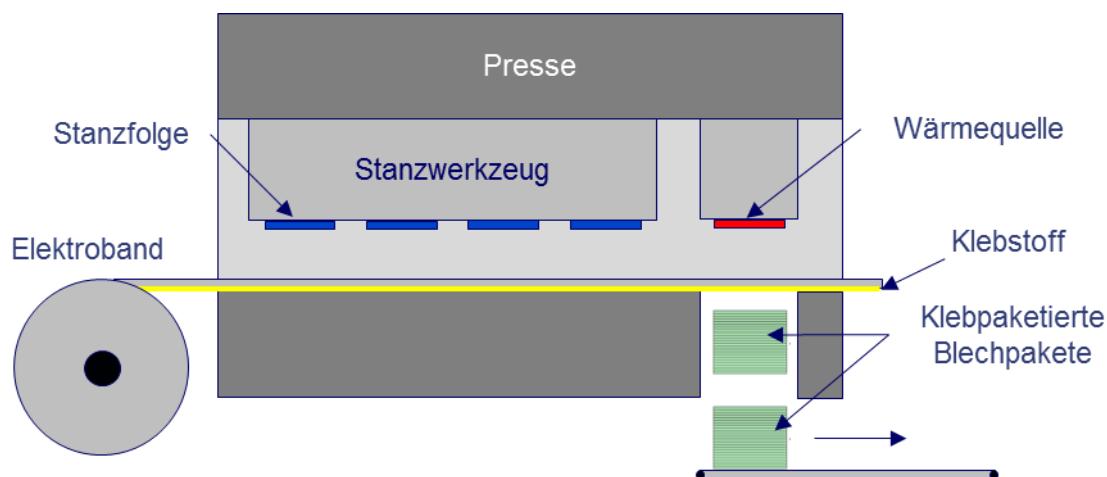 Presse
Stanzfolge
Wärmequelle
Stanzwerkzeug
Elektroband
Klebstoff
Klebpaketierte
Blechpakete